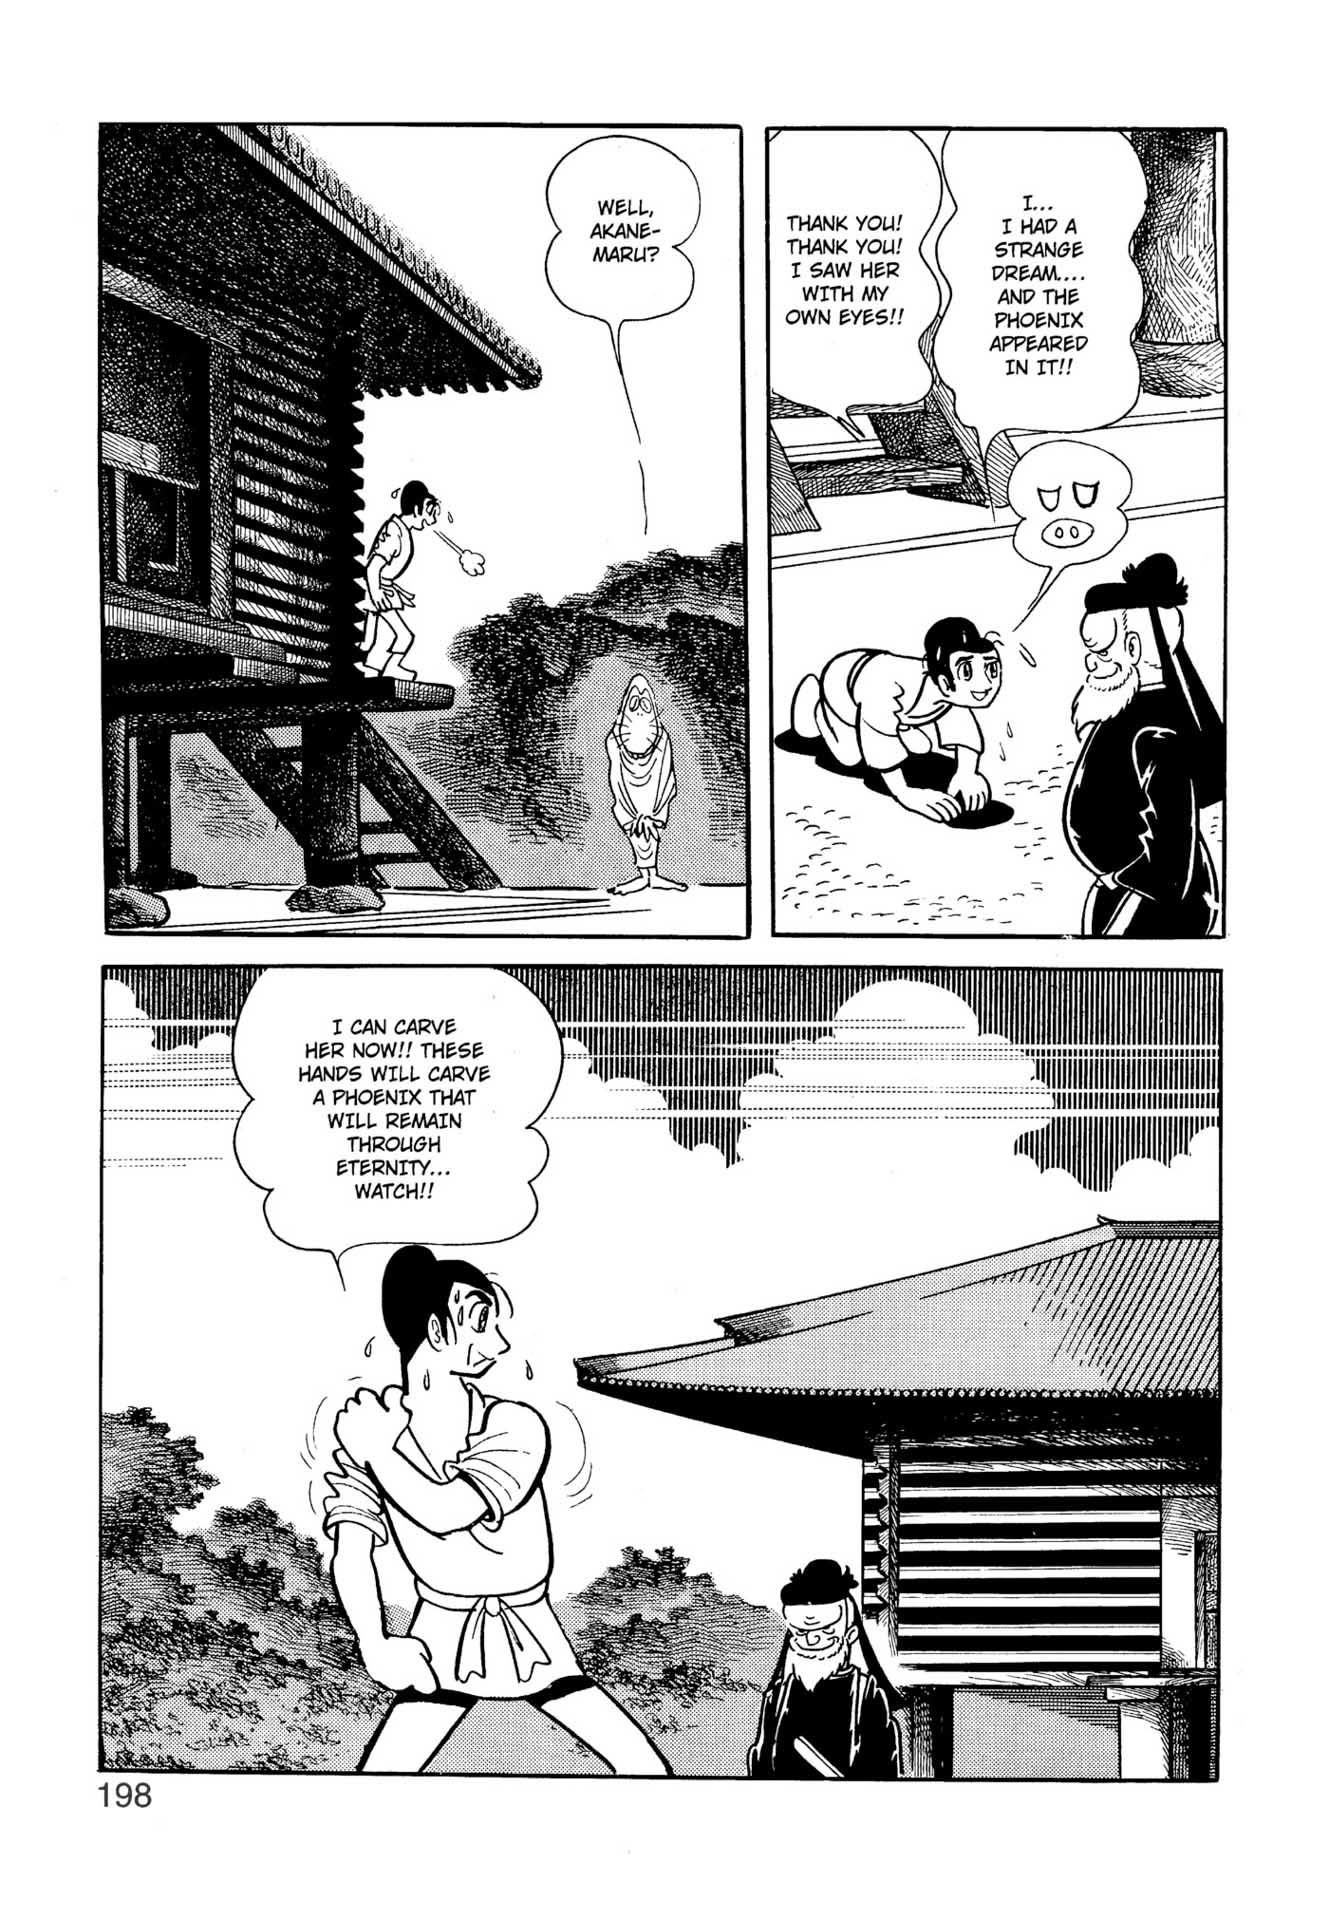 WELL,
AKANE-
MARU?
THANK YOU!
THANK YOU!
I SAW HER
WITH MY
OWN EYES!!
I...
I HAD A
STRANGE
DREAM....
AND THE
PHOENIX
APPEARED
IN IT!!
I CAN CARVE
HER NOW!! THESE
HANDS WILL CARVE
A PHOENIX THAT
WILL REMAIN
THROUGH
ETERNITY...
WATCH!!
198